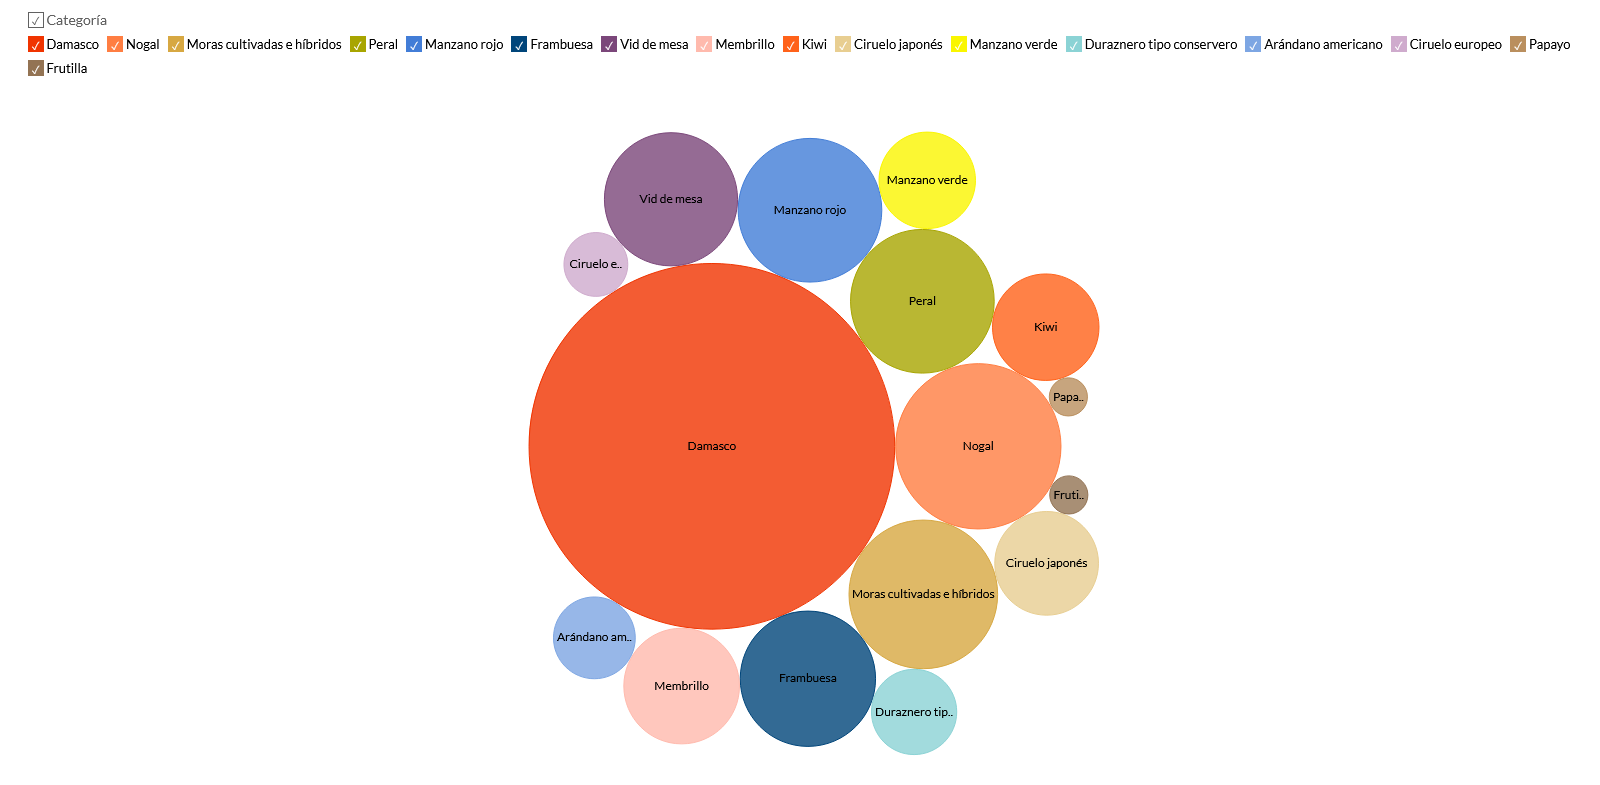 Categoría
Damasco Nogal Moras cultivadas e híbridos Peral Manzano rojo Frambuesa Vid de mesa Membrillo Kiwi Ciruelo japonés Manzano verde Duraznero tipo conservero Arándano americano Ciruelo europeo Papayo
Frutilla
Manzano verde
Vid de mesa
Manzano rojo
Ciruelo e..
Peral
Kiwi
Papa..
Damasco
Nogal
Fruti..
Ciruelo japonés
Moras cultivadas e híbridos
Arándano am..
Frambuesa
Membrillo
Duraznero tip..